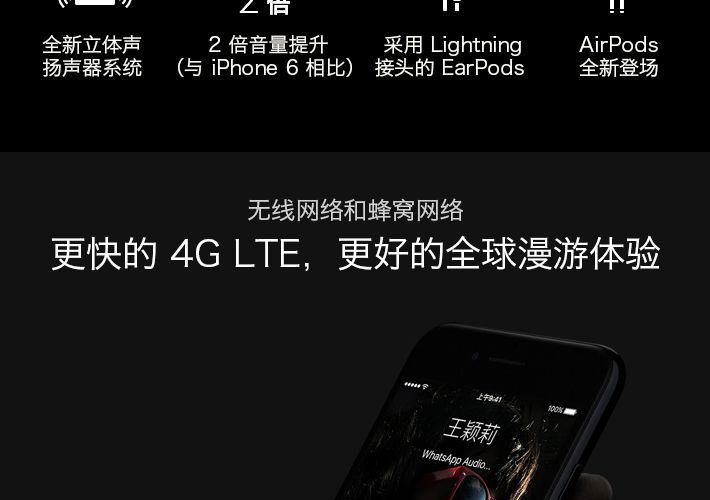 2 倍
全新立体声
扬声器系统
2 倍音量提升
（与 iPhone 6 相比）
采用 Lightning
接头的 EarPods
AirPods
全新登场
无线网络和蜂窝网络
更快的 4G LTE，更好的全球漫游体验
上午9:41
100%
王颖莉
WhatsApp Audio...